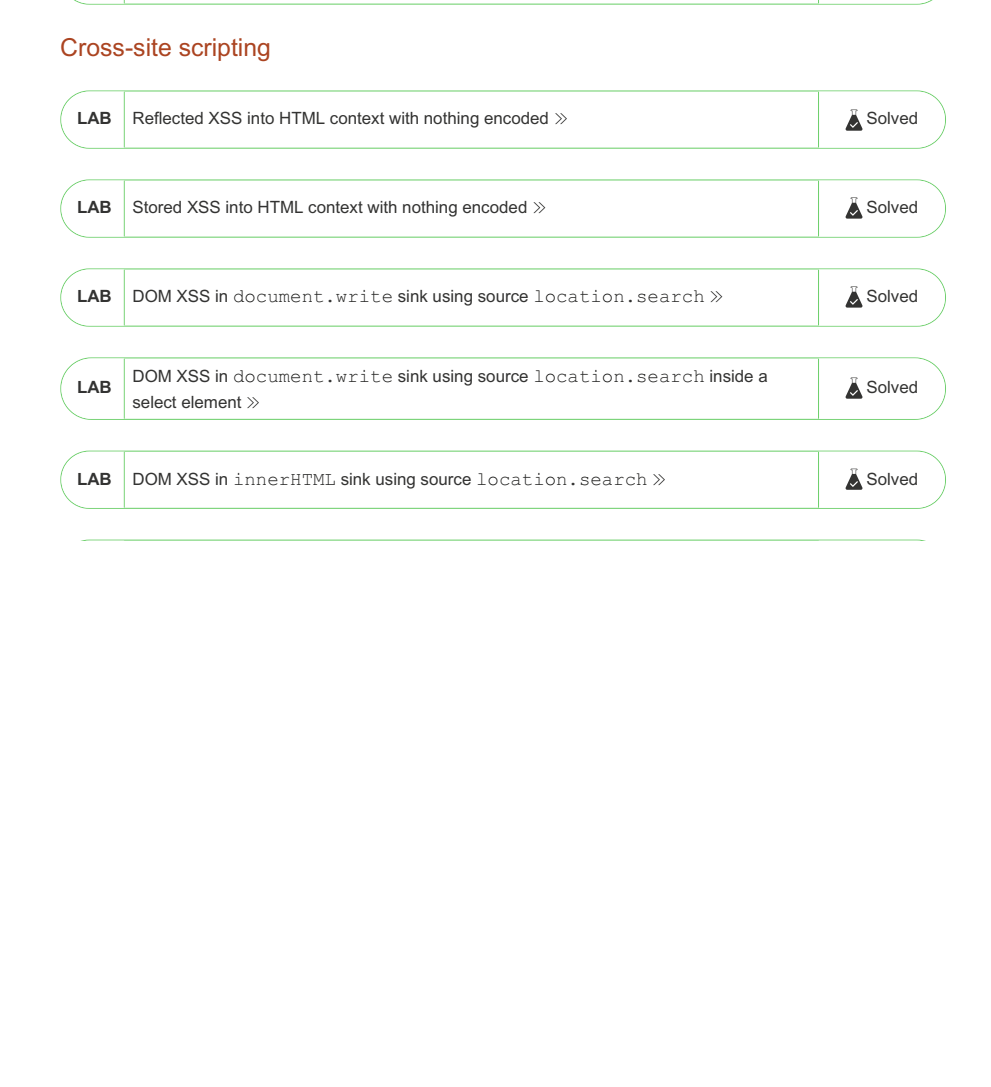 Cross-site scripting
LAB Reflected XSS into HTML context with nothing encoded » Solved
LAB Stored XSS into HTML context with nothing encoded » Solved
LAB DOM XSS in document.write sink using source location.search » Solved
LAB DOM XSS in document.write sink using source location.search inside a
select element » Solved
LAB DOM XSS in innerHTML sink using source location.search » Solved